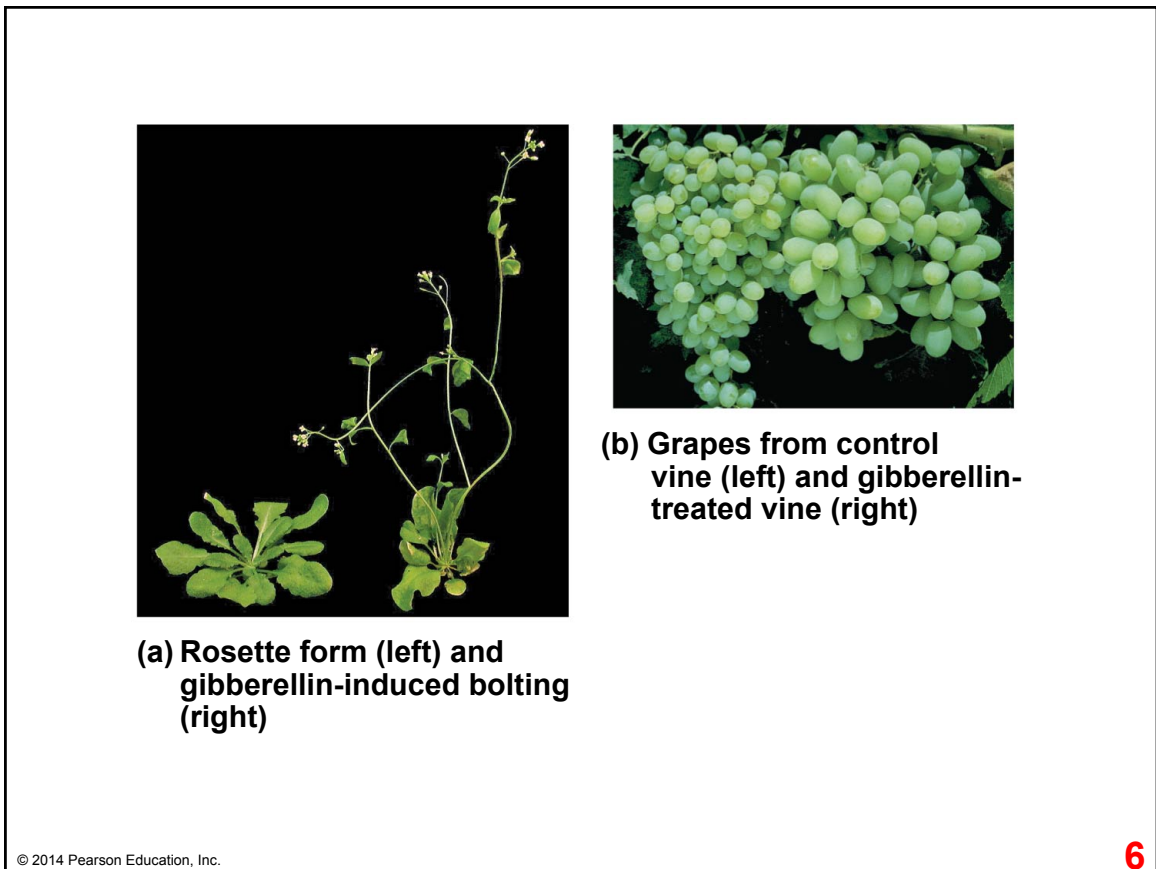 (a) Rosette form (left) and
gibberellin-induced bolting
(right)
(b) Grapes from control
vine (left) and gibberellin-
treated vine (right)
© 2014 Pearson Education, Inc.
6